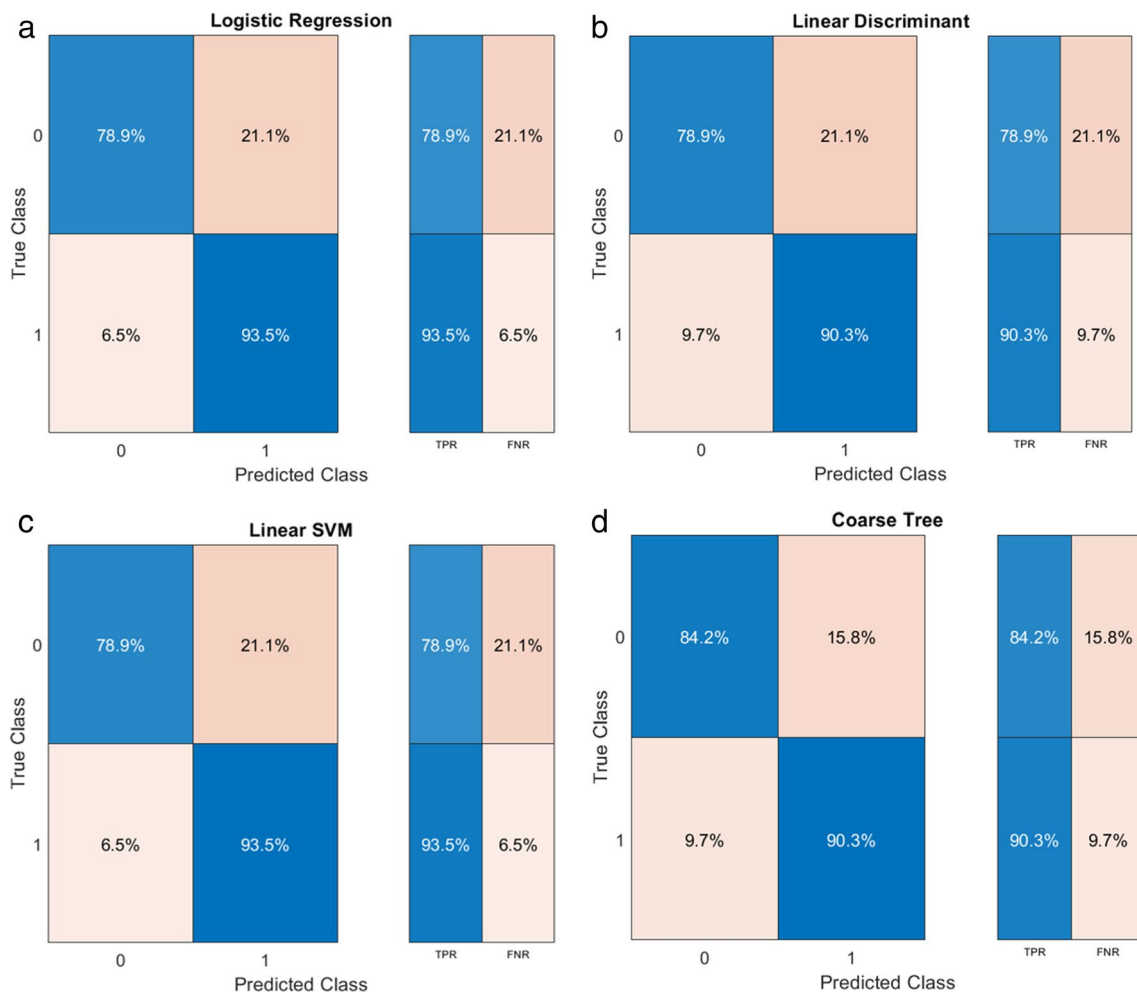 a
Logistic Regression
True Class
0
78.9%
21.1%
78.9%
21.1%
1
6.5%
93.5%
93.5%
6.5%
0
1
TPR
FNR
Predicted Class
b
Linear Discriminant
True Class
0
78.9%
21.1%
78.9%
21.1%
1
9.7%
90.3%
90.3%
9.7%
0
1
TPR
FNR
Predicted Class
c
Linear SVM
True Class
0
78.9%
21.1%
78.9%
21.1%
1
6.5%
93.5%
93.5%
6.5%
0
1
TPR
FNR
Predicted Class
d
Coarse Tree
True Class
0
84.2%
15.8%
84.2%
15.8%
1
9.7%
90.3%
90.3%
9.7%
0
1
TPR
FNR
Predicted Class